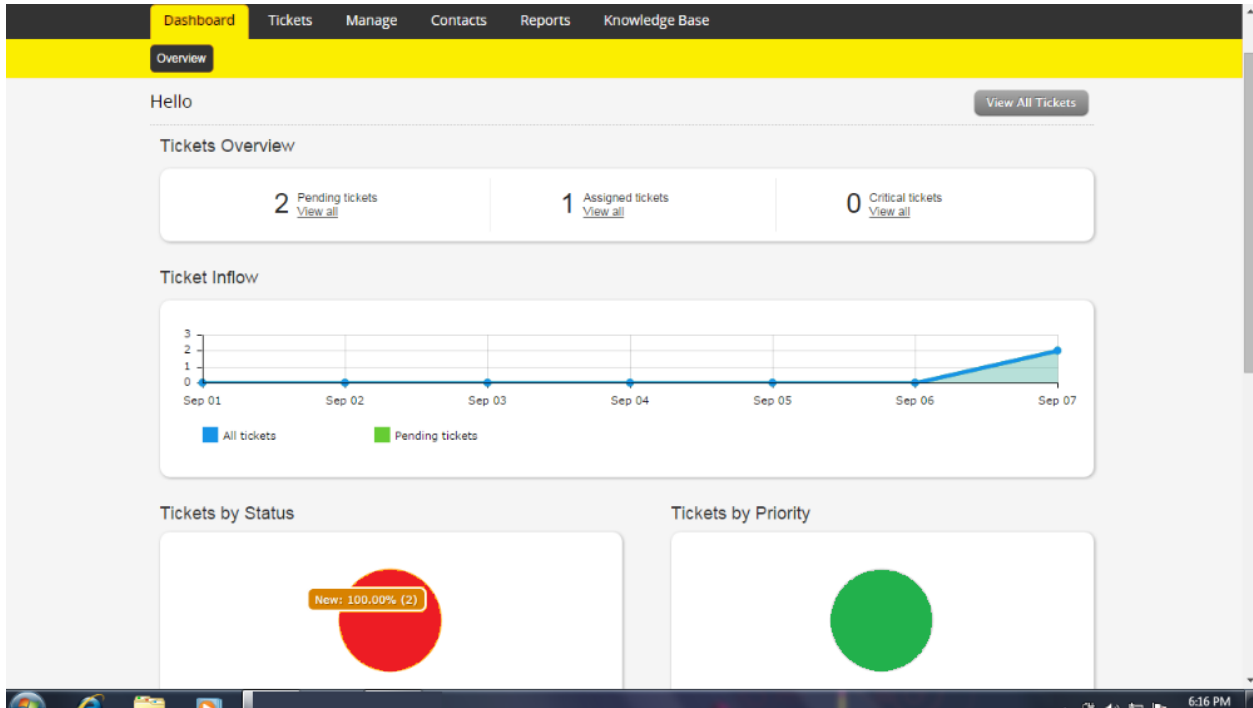 Dashboard Tickets Manage Contacts Reports Knowledge Base
Overview
Hello
View All Tickets
Tickets Overview
2 Pending tickets
View all
1 Assigned tickets
View all
0 Critical tickets
View all
Ticket Inflow
3
2
1
0
Sep 01 Sep 02 Sep 03 Sep 04 Sep 05 Sep 06 Sep 07
All tickets Pending tickets
Tickets by Status
Tickets by Priority
New: 100.00% (2)
6:16 PM